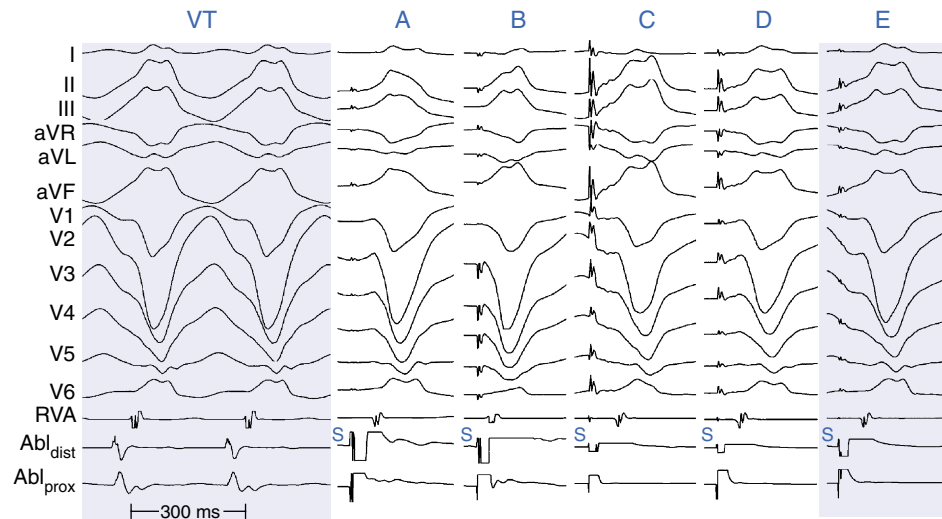 VT A B C D E
I
II
III
aVR
aVL
aVF
V1
V2
V3
V4
V5
V6
RVA
S S S S S
Abldist
Ablprox
300 ms